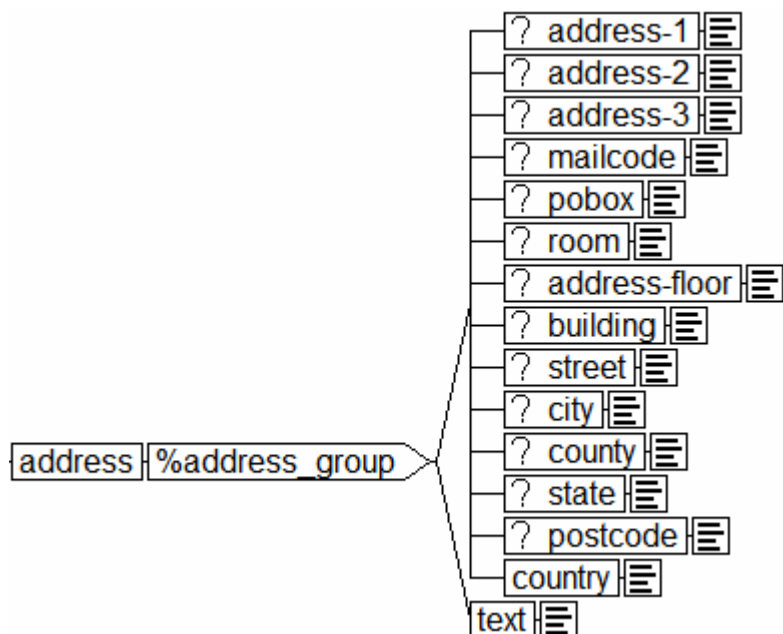 ? address-1
? address-2
? address-3
? mailcode
? pobox
? room
? address-floor
? building
? street
? city
address %address_group
? county
? state
? postcode
country
text